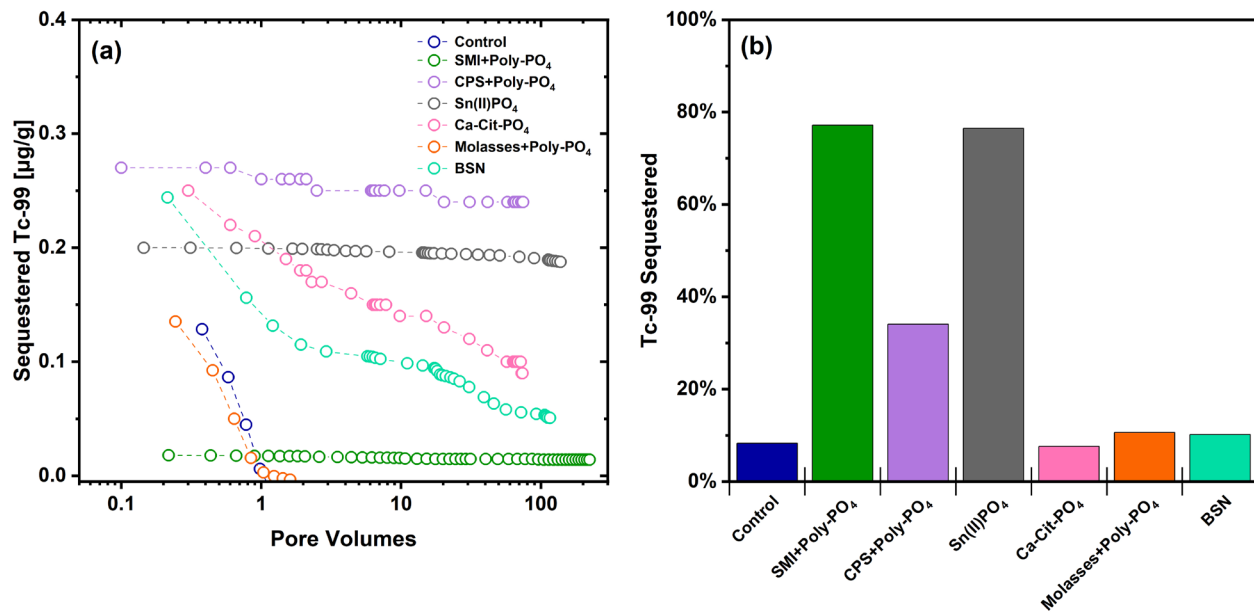 (a)
Control
SMI+Poly-PO4
CPS+Poly-PO4
Sn(II)PO4
Ca-Cit-PO4
Molasses+Poly-PO4
BSN
Sequestered Tc-99 [µg/g]
0.4
0.3
0.2
0.1
0.0
0.1
1
10
100
Pore Volumes
(b)
Tc-99 Sequestered
100%
80%
60%
40%
20%
0%
Control
SMI+Poly-PO4
CPS+Poly-PO4
Sn(II)PO4
Ca-Cit-PO4
Molasses+Poly-PO4
BSN